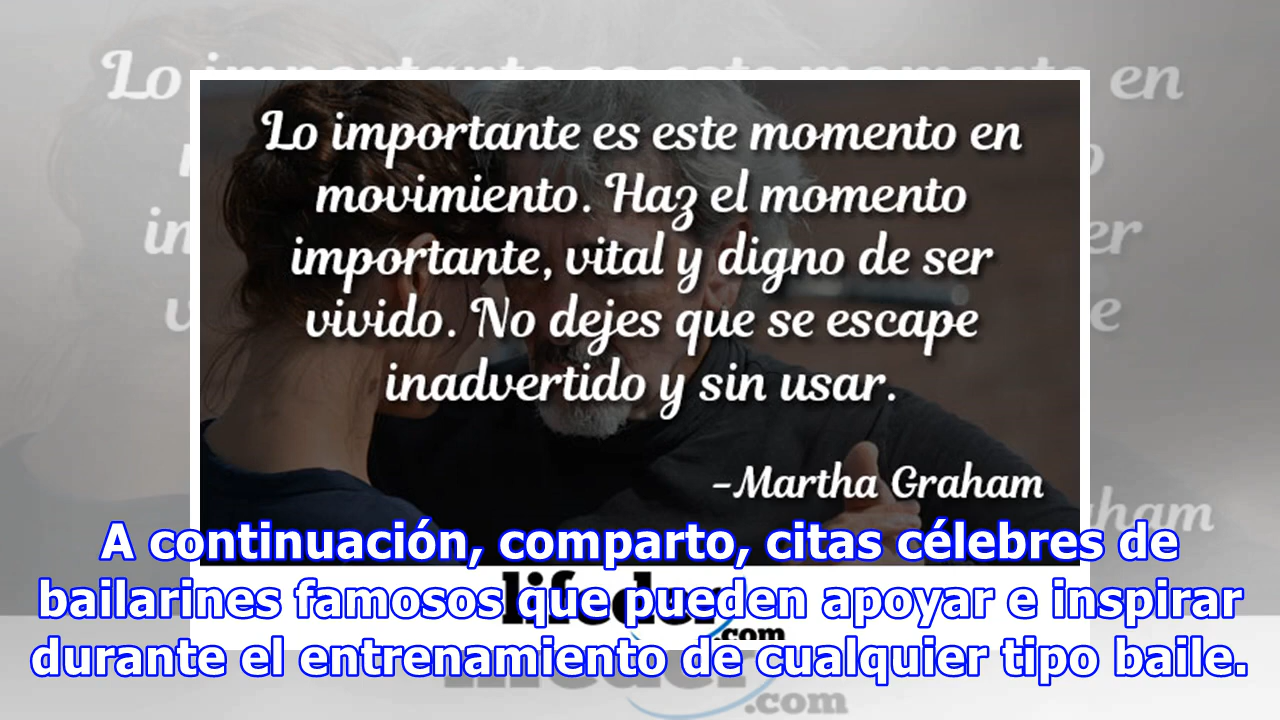 Lo importante es este momento en
movimiento. Haz el momento
importante, vital y digno de ser
vivido. No dejes que se escape
inadvertido y sin usar.
-Martha Graham
A continuación, comparto, citas célebres de
bailarines famosos que pueden apoyar e inspirar
durante el entrenamiento de cualquier tipo baile.
lifeder
.com